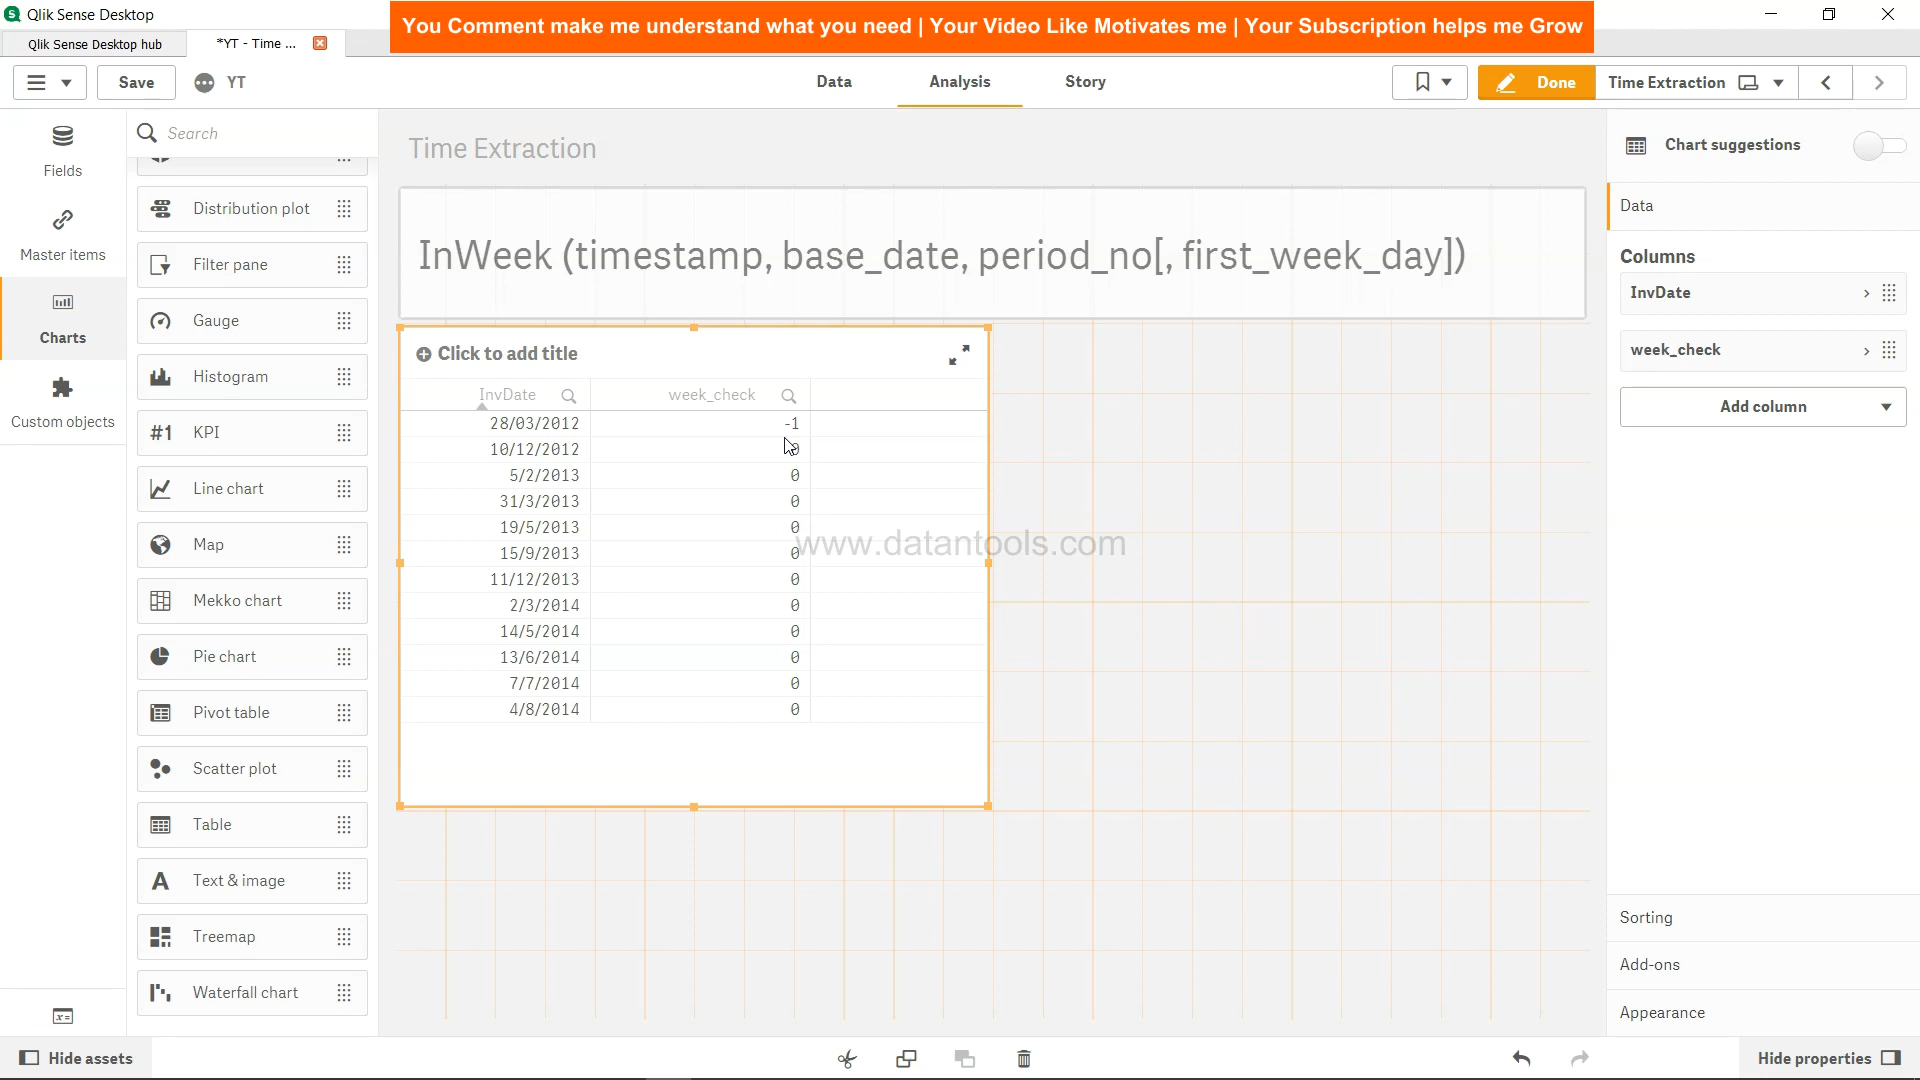 Qlik Sense Desktop
You Comment make me understand what you need | Your Video Like Motivates me | Your Subscription helps me Grow
Qlik Sense Desktop hub
*YT - Time ...
Save
YT
Data
Analysis
Story
Done
Time Extraction
Fields
Master items
Charts
Custom objects
Search
Distribution plot
Filter pane
Gauge
Histogram
#1 KPI
Line chart
Map
Mekko chart
Pie chart
Pivot table
Scatter plot
Table
A Text & image
Treemap
Waterfall chart
Time Extraction
InWeek (timestamp, base_date, period_no[, first_week_day])
Click to add title
InvDate week_check
28/03/2012 -1
10/12/2012 0
5/2/2013 0
31/3/2013 0
19/5/2013 0
15/9/2013 0
11/12/2013 0
2/3/2014 0
14/5/2014 0
13/6/2014 0
7/7/2014 0
4/8/2014 0
www.datantools.com
Chart suggestions
Data
Columns
InvDate
week_check
Add column
Sorting
Add-ons
Appearance
Hide assets
Hide properties